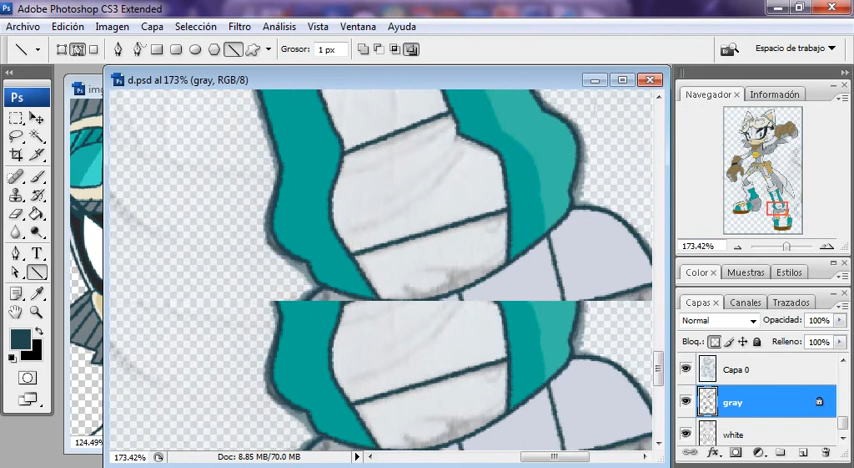 Adobe Photoshop CS3 Extended
Archivo Edición Imagen Capa Selección Filtro Análisis Vista Ventana Ayuda
Grosor: 1 px
Espacio de trabajo
Ps
img
d.psd al 173% (gray, RGB/8)
Navegador Información
173.42%
Color Muestras Estilos
Capas Canales Trazados
Normal Opacidad: 100%
Bloq.: Relleno: 100%
Capa 0
gray
white
T
124.49%
173.42% Doc: 8.85 MB/70.0 MB
fx